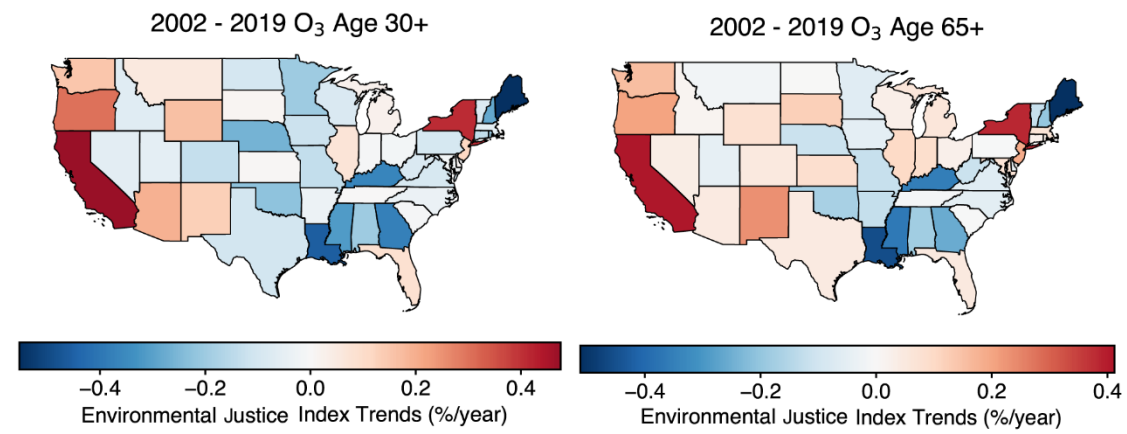 2002 - 2019 O₃ Age 30+
2002 - 2019 O₃ Age 65+
−0.4 −0.2 0.0 0.2 0.4
Environmental Justice Index Trends (%/year)
−0.4 −0.2 0.0 0.2 0.4
Environmental Justice Index Trends (%/year)